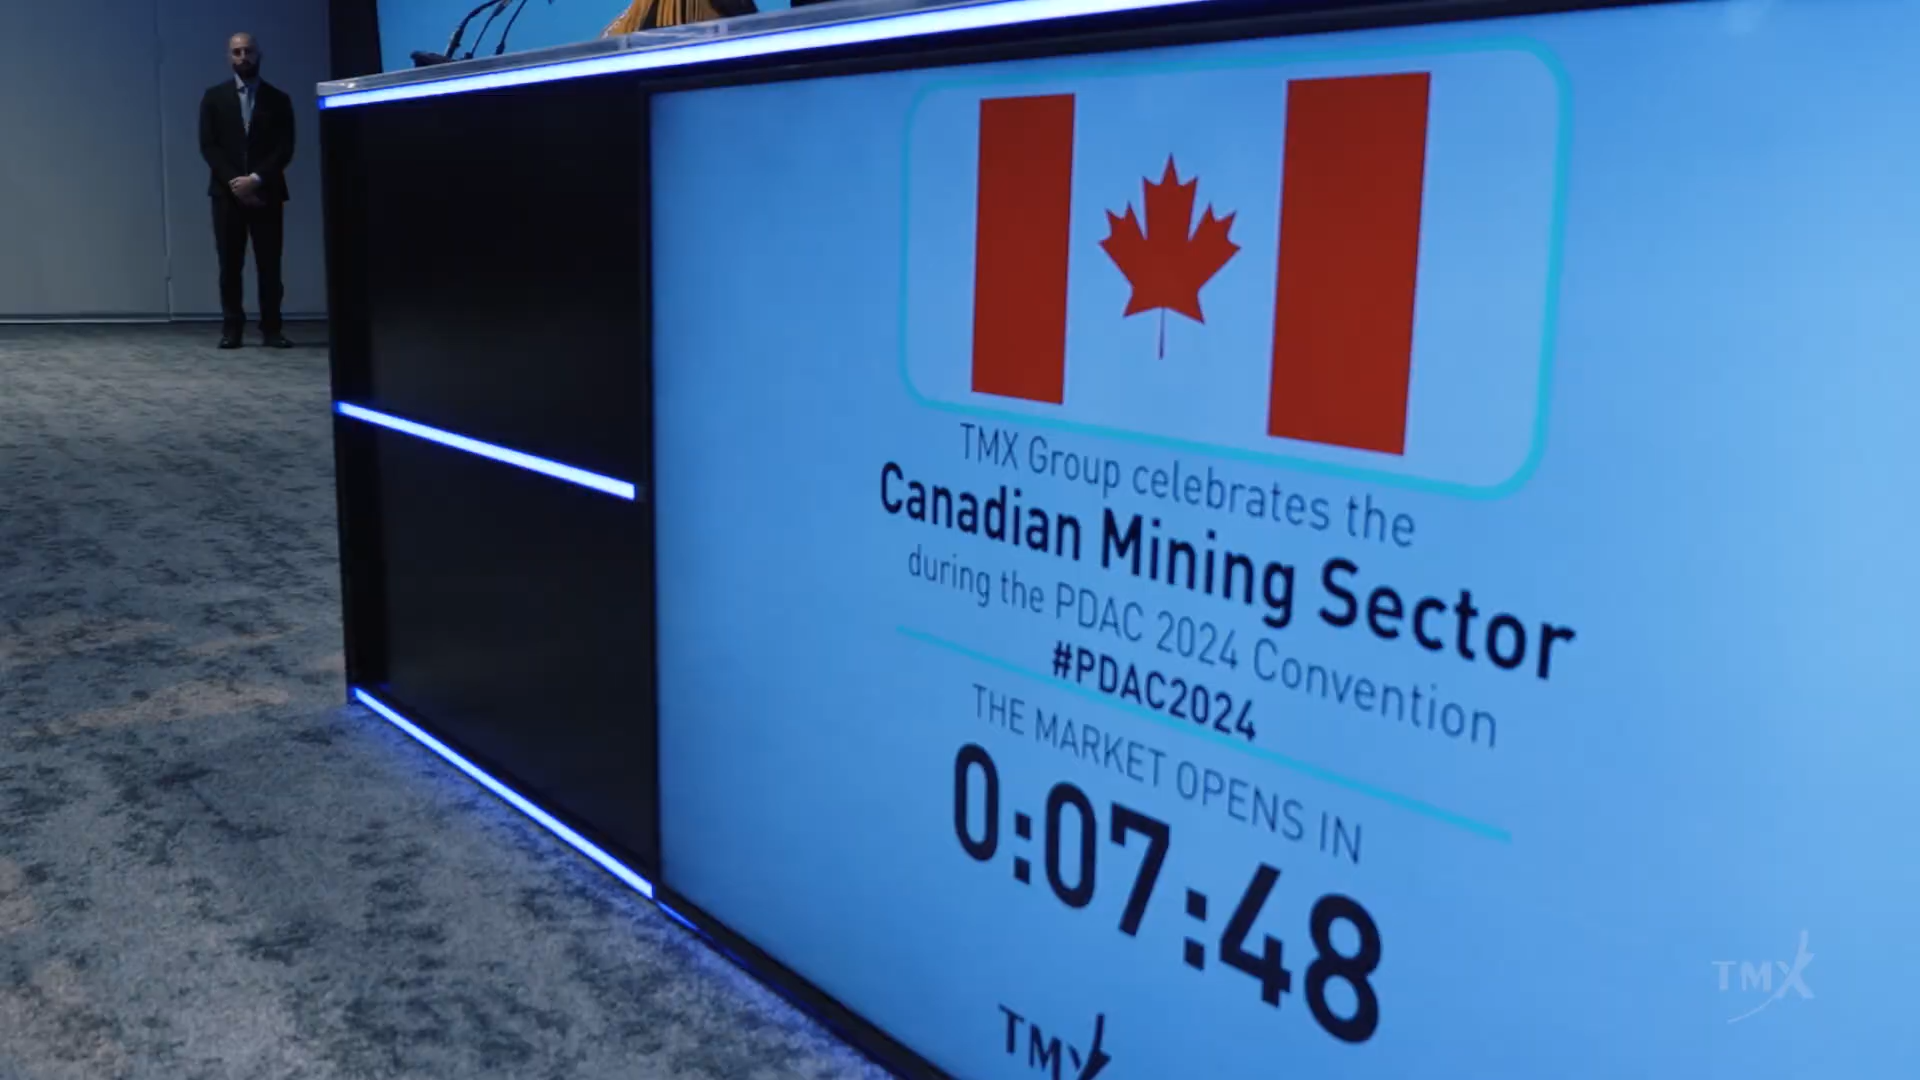 TMX Group celebrates the
Canadian Mining Sector
during the PDAC 2024 Convention
#PDAC2024
THE MARKET OPENS IN
0:07:48
TMX
TMX